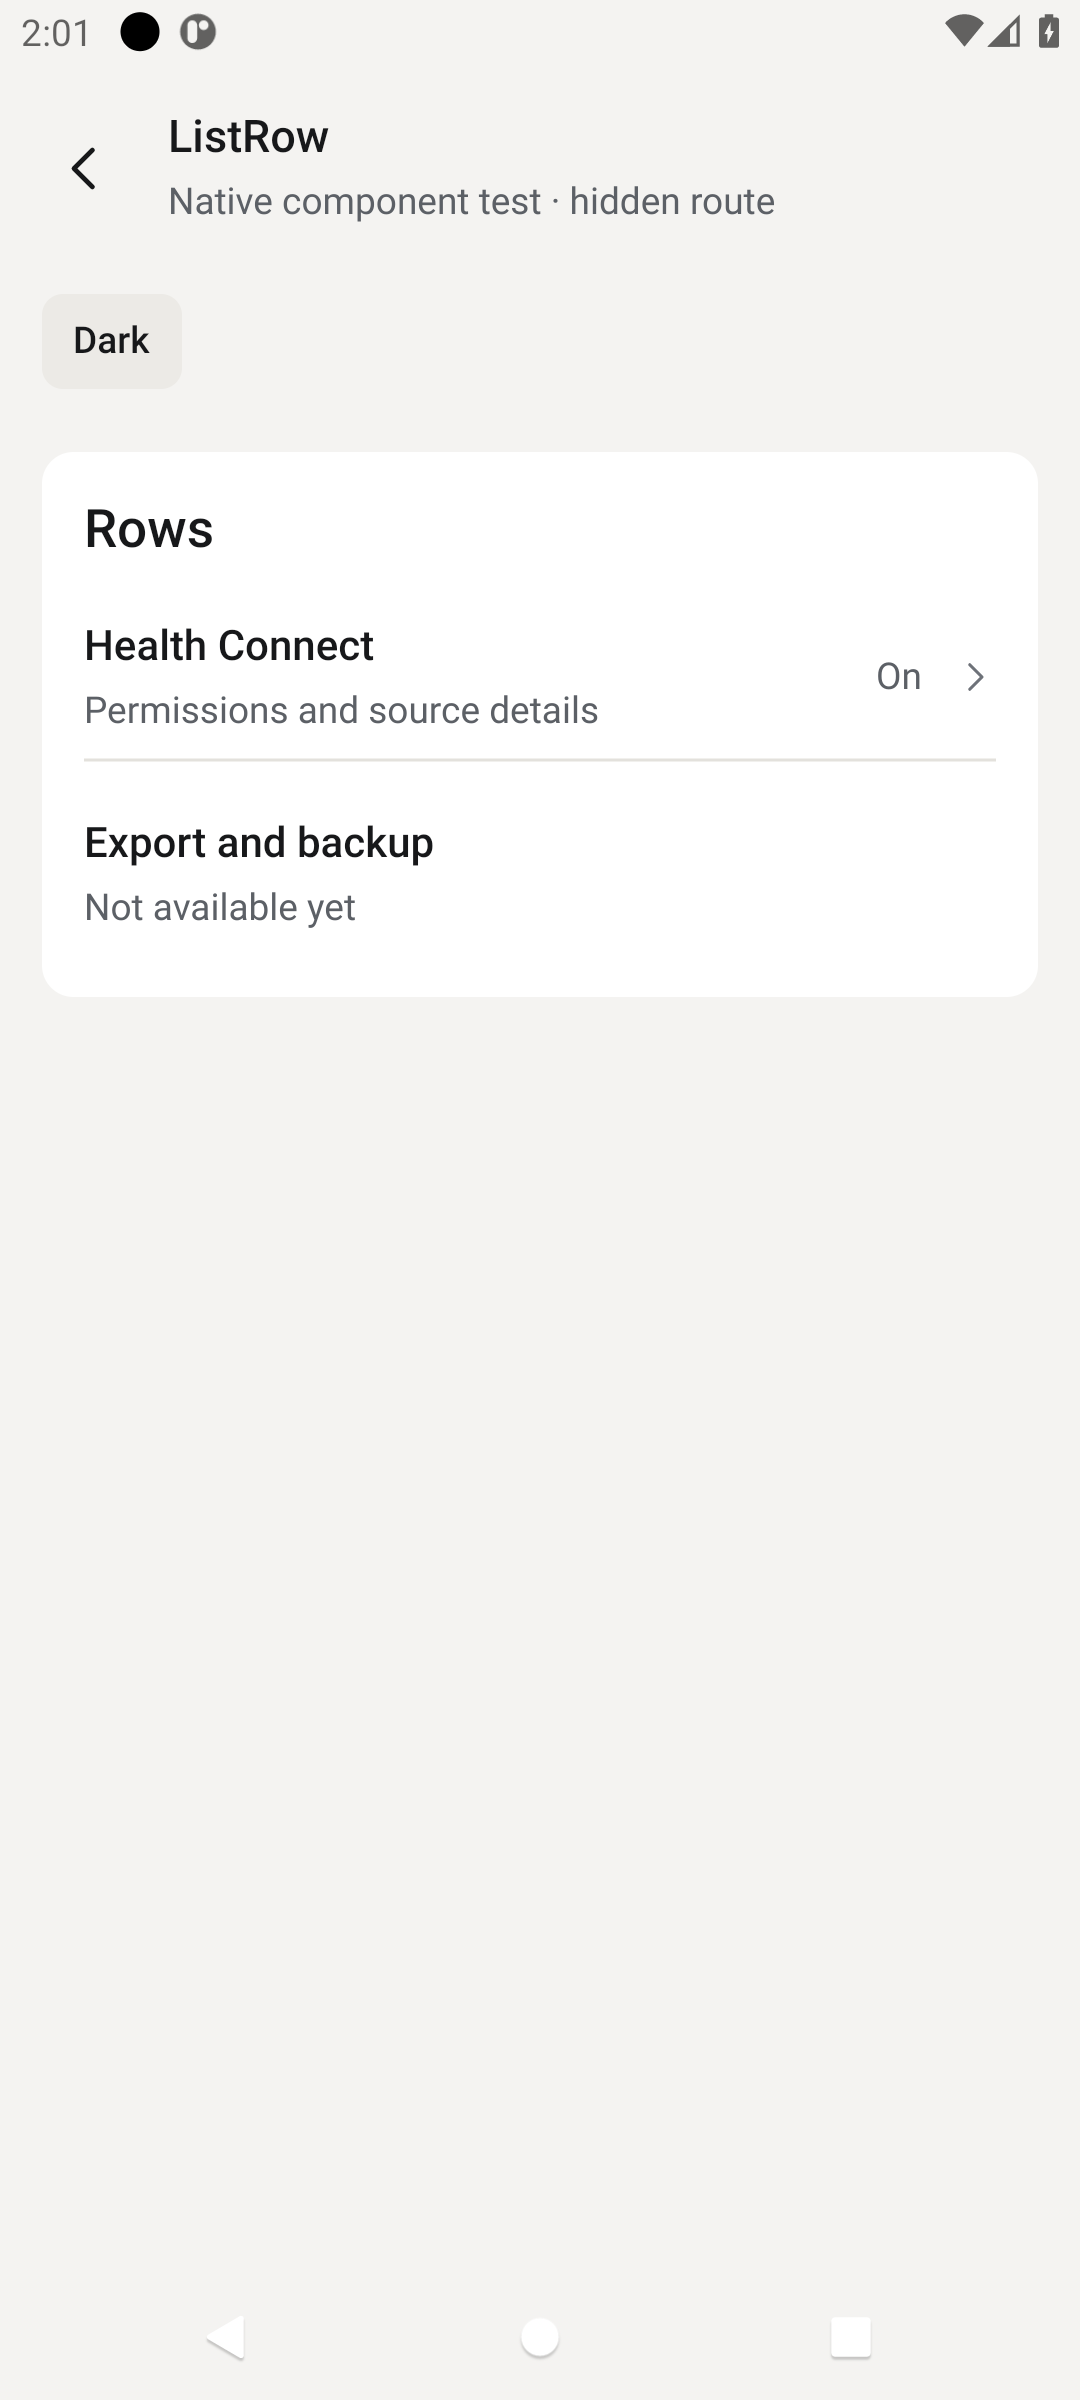 2:01
ListRow
Native component test · hidden route
Dark
Rows
Health Connect
Permissions and source details
On
Export and backup
Not available yet